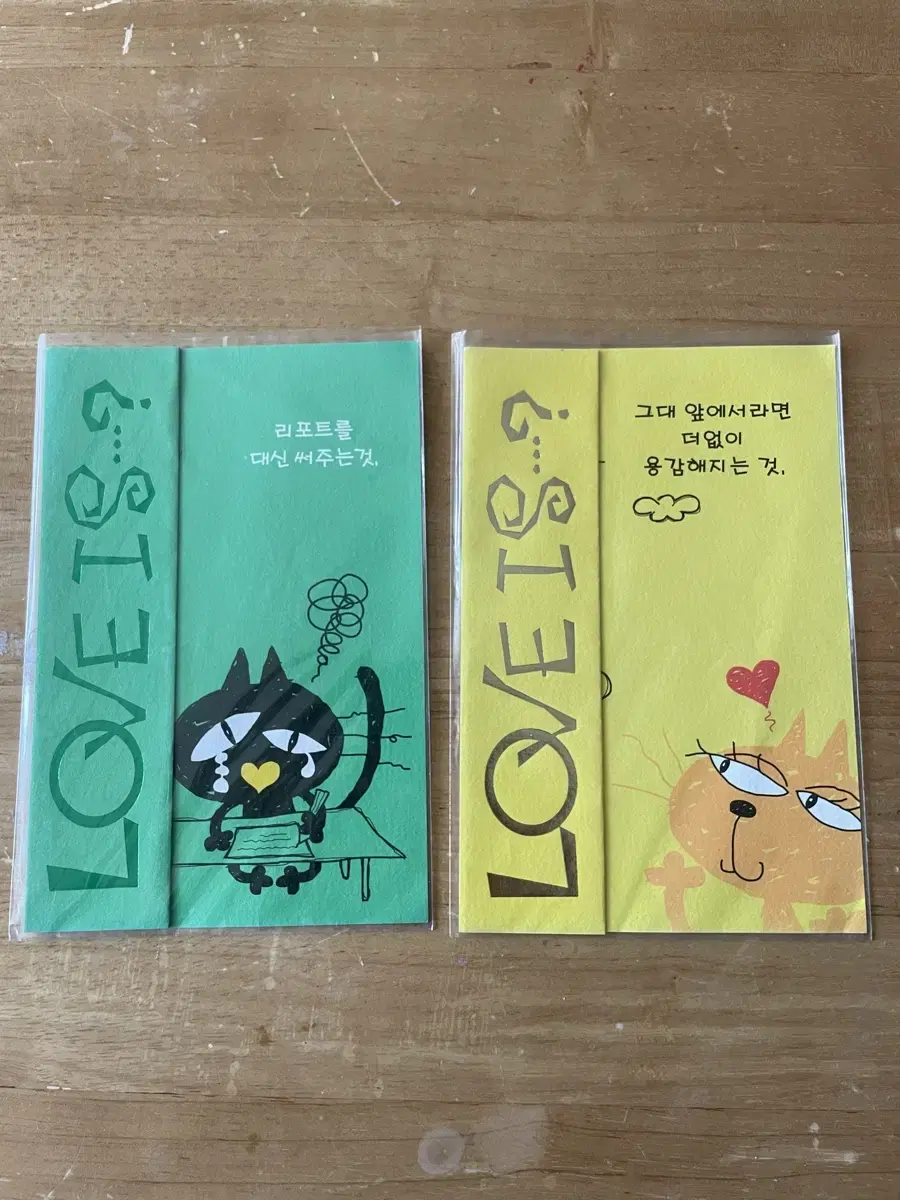 LOVE IS...?
리포트를
대신 써주는것.
LOVE IS...?
그대 앞에서라면
더없이
용감해지는 것.